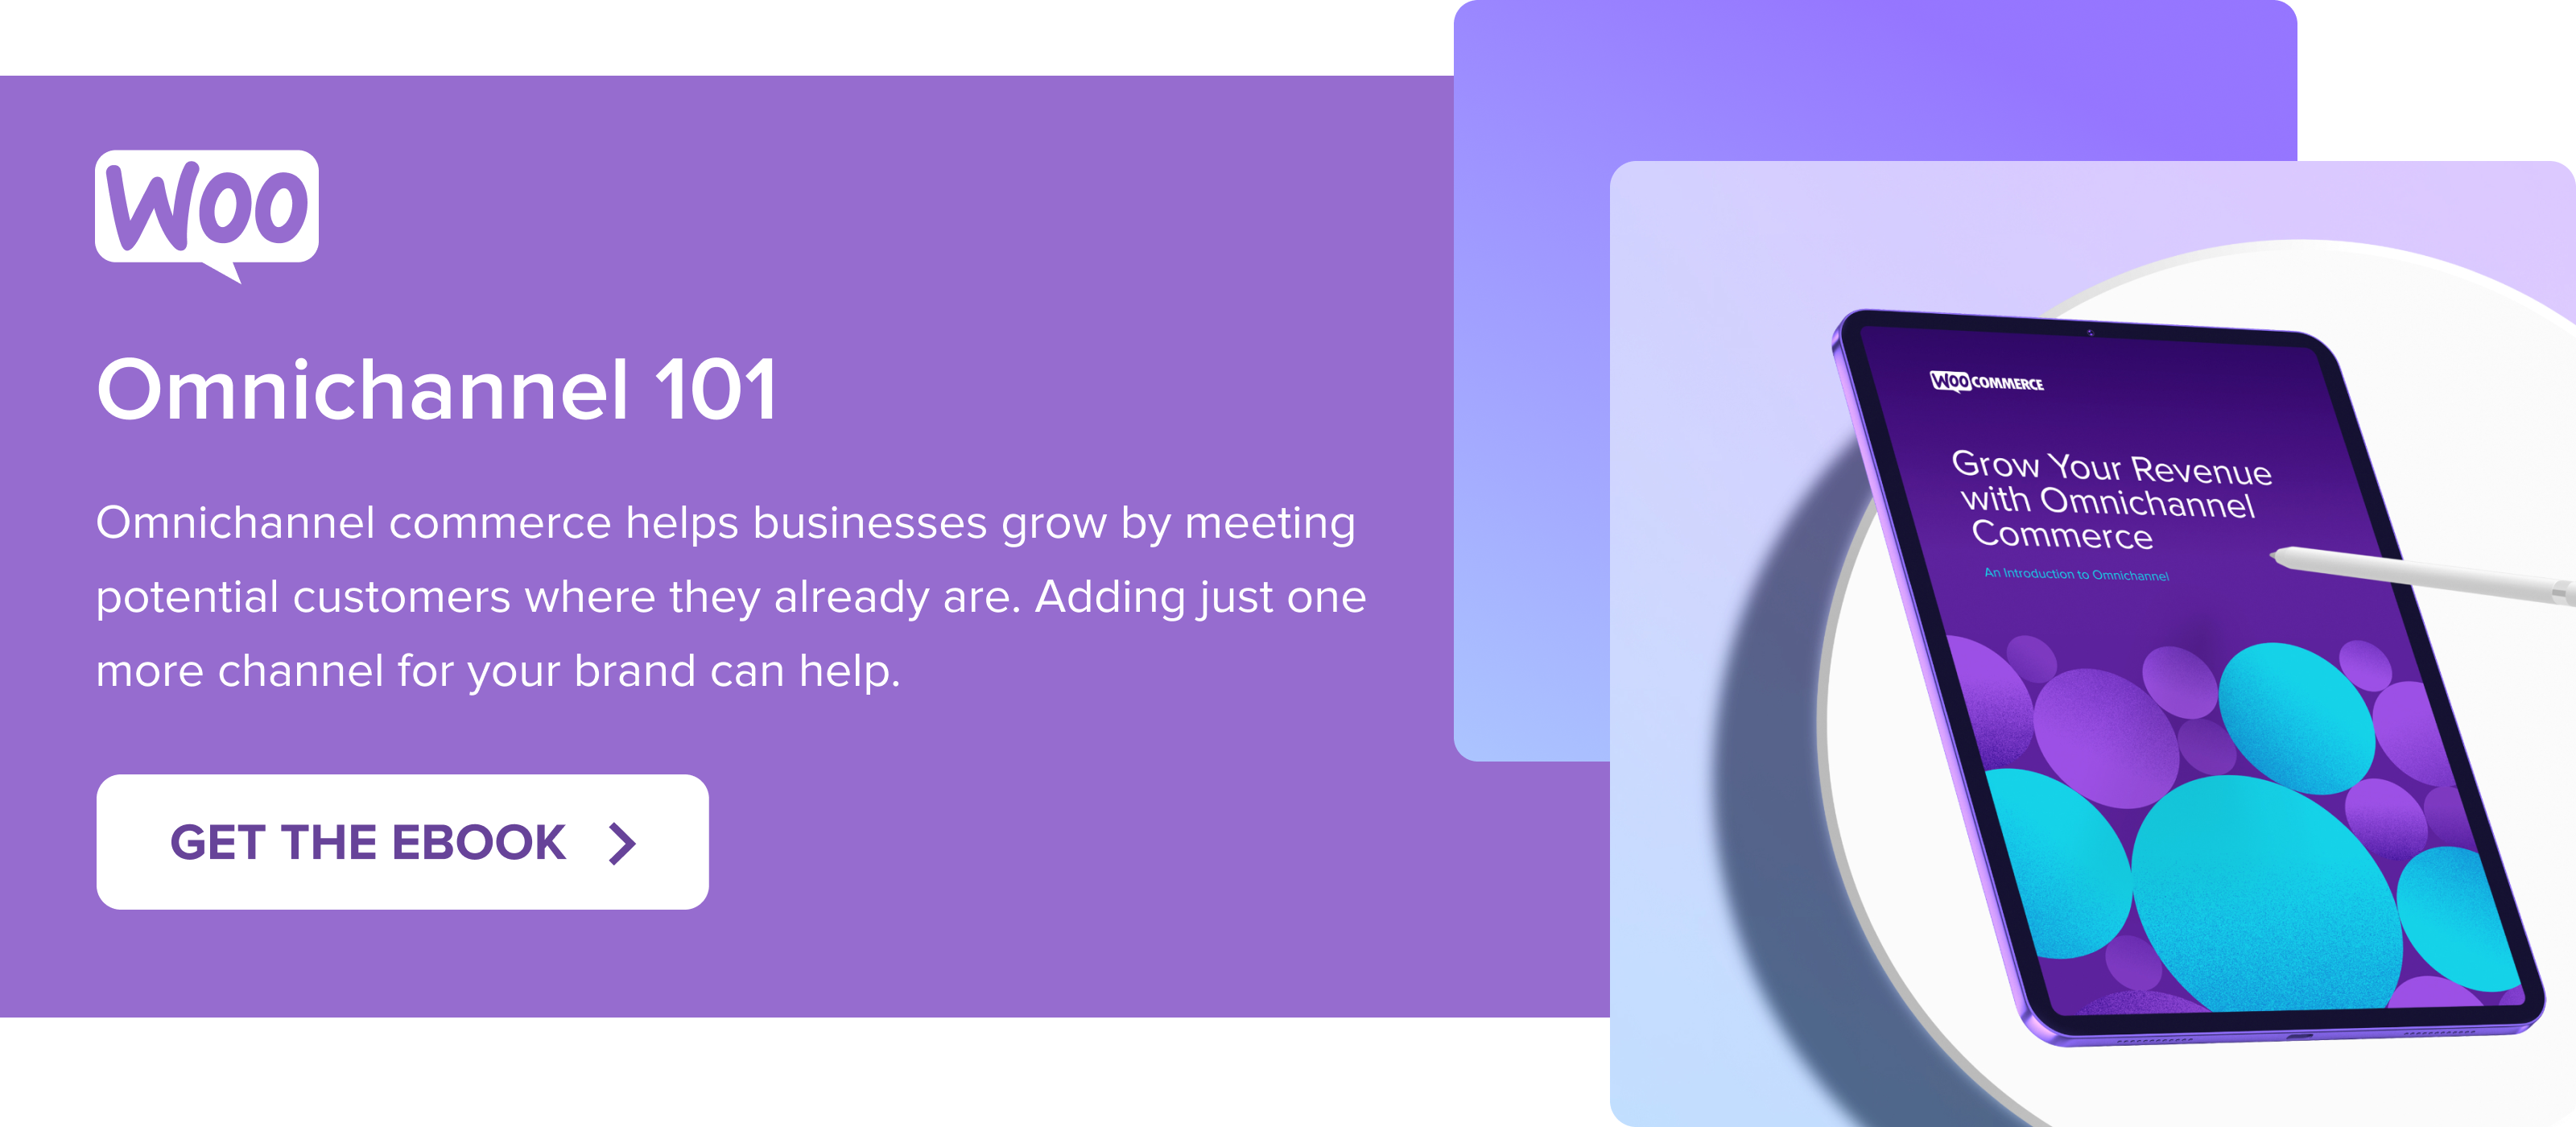 Woo
Omnichannel 101
Omnichannel commerce helps businesses grow by meeting
potential customers where they already are. Adding just one
more channel for your brand can help.
GET THE EBOOK
WOO COMMERCE
Grow Your Revenue
with Omnichannel
Commerce
An Introduction to Omnichannel